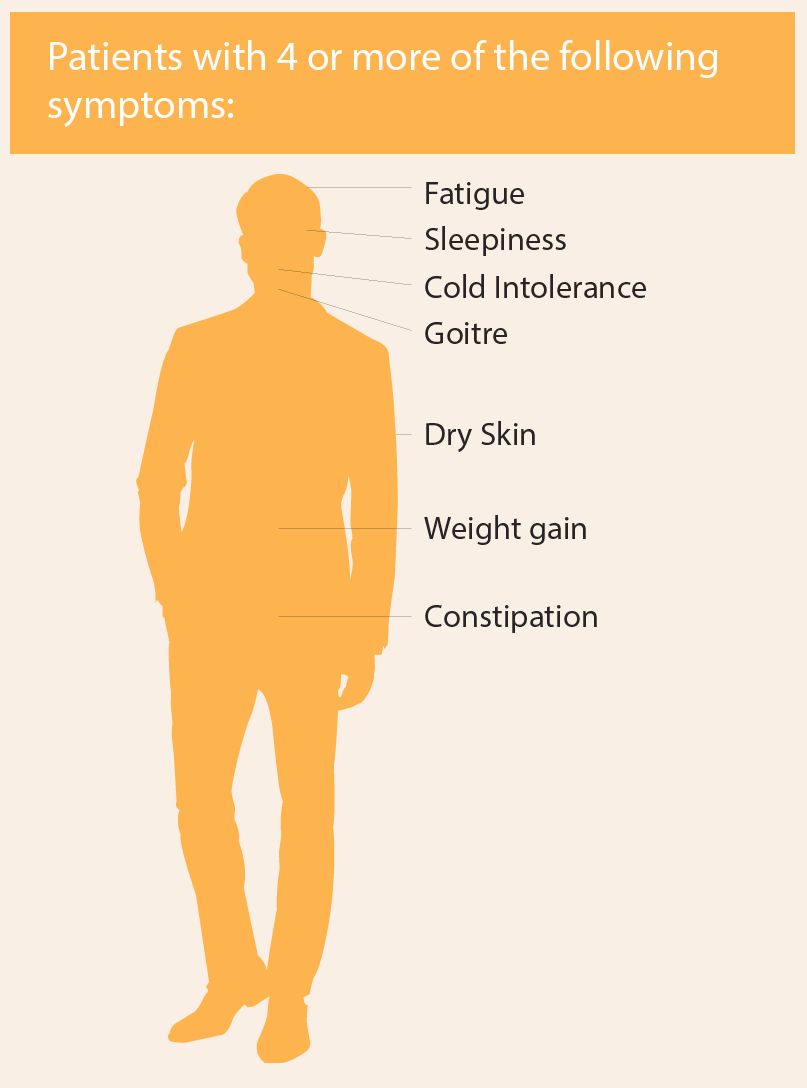 Patients with 4 or more of the following
symptoms:
Fatigue
Sleepiness
Cold Intolerance
Goitre
Dry Skin
Weight gain
Constipation